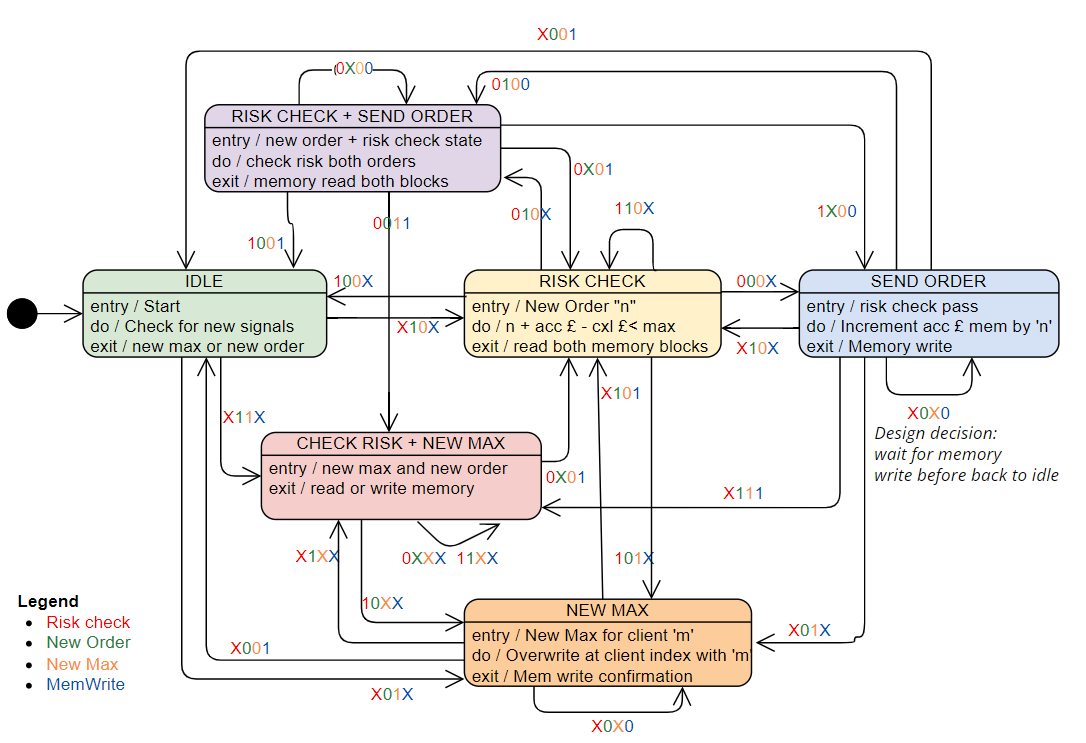 X001
0X00
0100
RISK CHECK + SEND ORDER
entry / new order + risk check state
do / check risk both orders
exit / memory read both blocks
0X01
010X
110X
1X00
0011
1001
IDLE
entry / Start
do / Check for new signals
exit / new max or new order
100X
X10X
RISK CHECK
entry / New Order "n"
do / n + acc £ - cxl £< max
exit / read both memory blocks
000X
X10X
SEND ORDER
entry / risk check pass
do / Increment acc £ mem by 'n'
exit / Memory write
X0X0
Design decision:
wait for memory
write before back to idle
X11X
X101
CHECK RISK + NEW MAX
entry / new max and new order
exit / read or write memory
0X01
X111
X1XX
0XXX
11XX
101X
10XX
NEW MAX
entry / New Max for client 'm'
do / Overwrite at client index with 'm'
exit / Mem write confirmation
X01X
X001
X01X
X0X0
Legend
Risk check
New Order
New Max
MemWrite